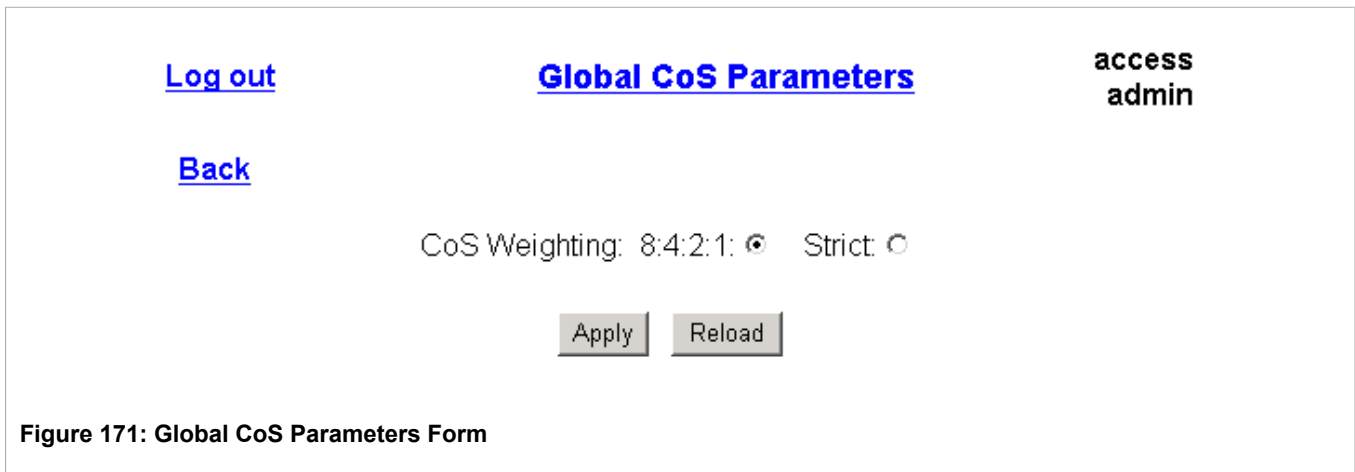 Log out
Global CoS Parameters
access
admin
Back
CoS Weighting: 8:4:2:1: Strict:
Apply Reload
Figure 171: Global CoS Parameters Form